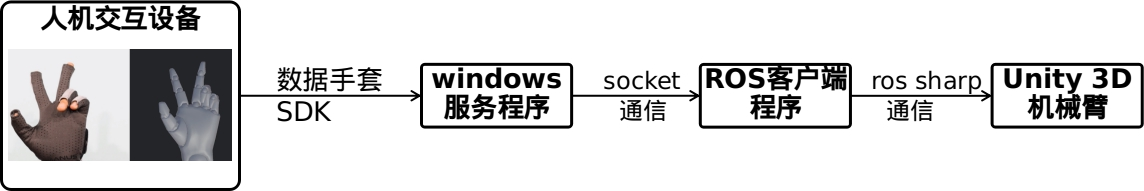 人机交互设备
数据手套
SDK
windows
服务程序
socket
通信
ROS客户端
程序
ros sharp
通信
Unity 3D
机械臂